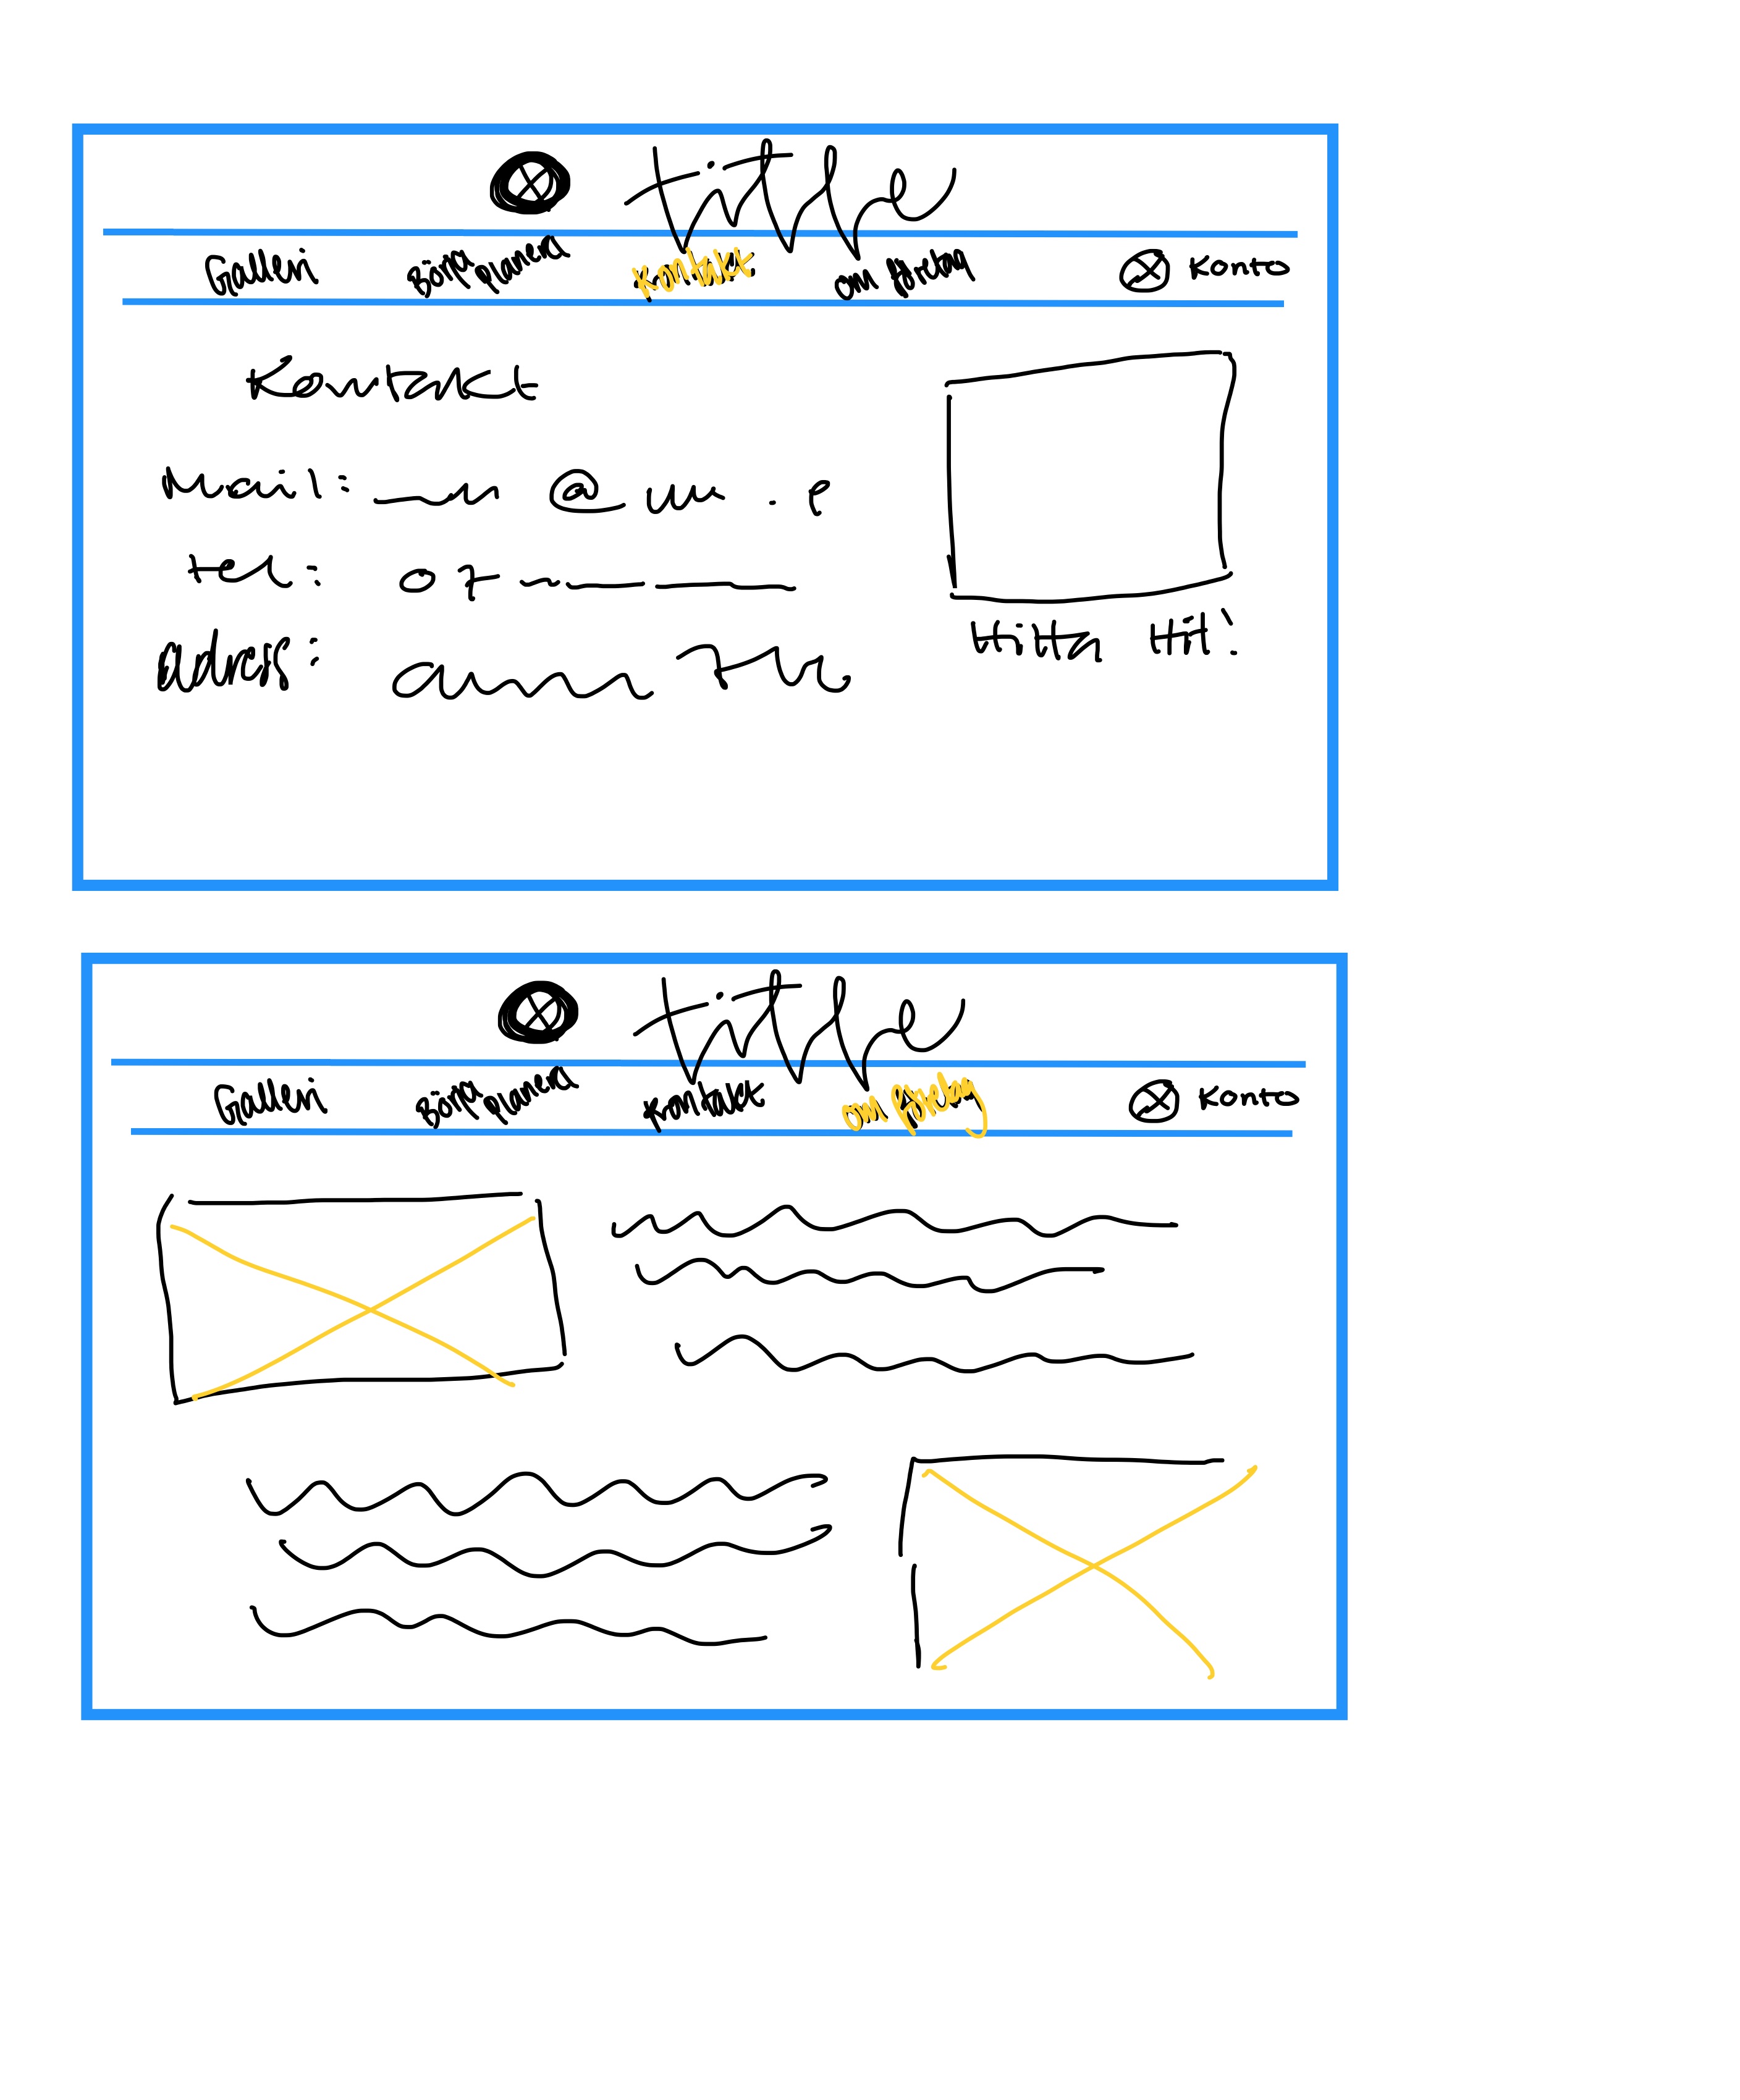 title
Galleri Börja planera Kontakt om företag Konto
Kontakt
Mail: @ .
tel: 07
Adress:
Hitta Hit:
title
Galleri Börja planera Kontakt om företag Konto